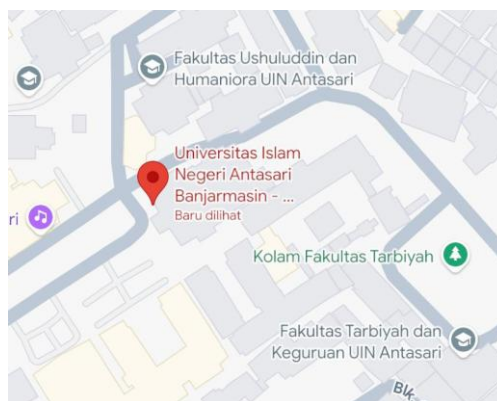 Fakultas Ushuluddin dan
Humaniora UIN Antasari
Universitas Islam
Negeri Antasari
Banjarmasin - ...
Baru dilihat
ri
Kolam Fakultas Tarbiyah
Fakultas Tarbiyah dan
Keguruan UIN Antasari
Blk